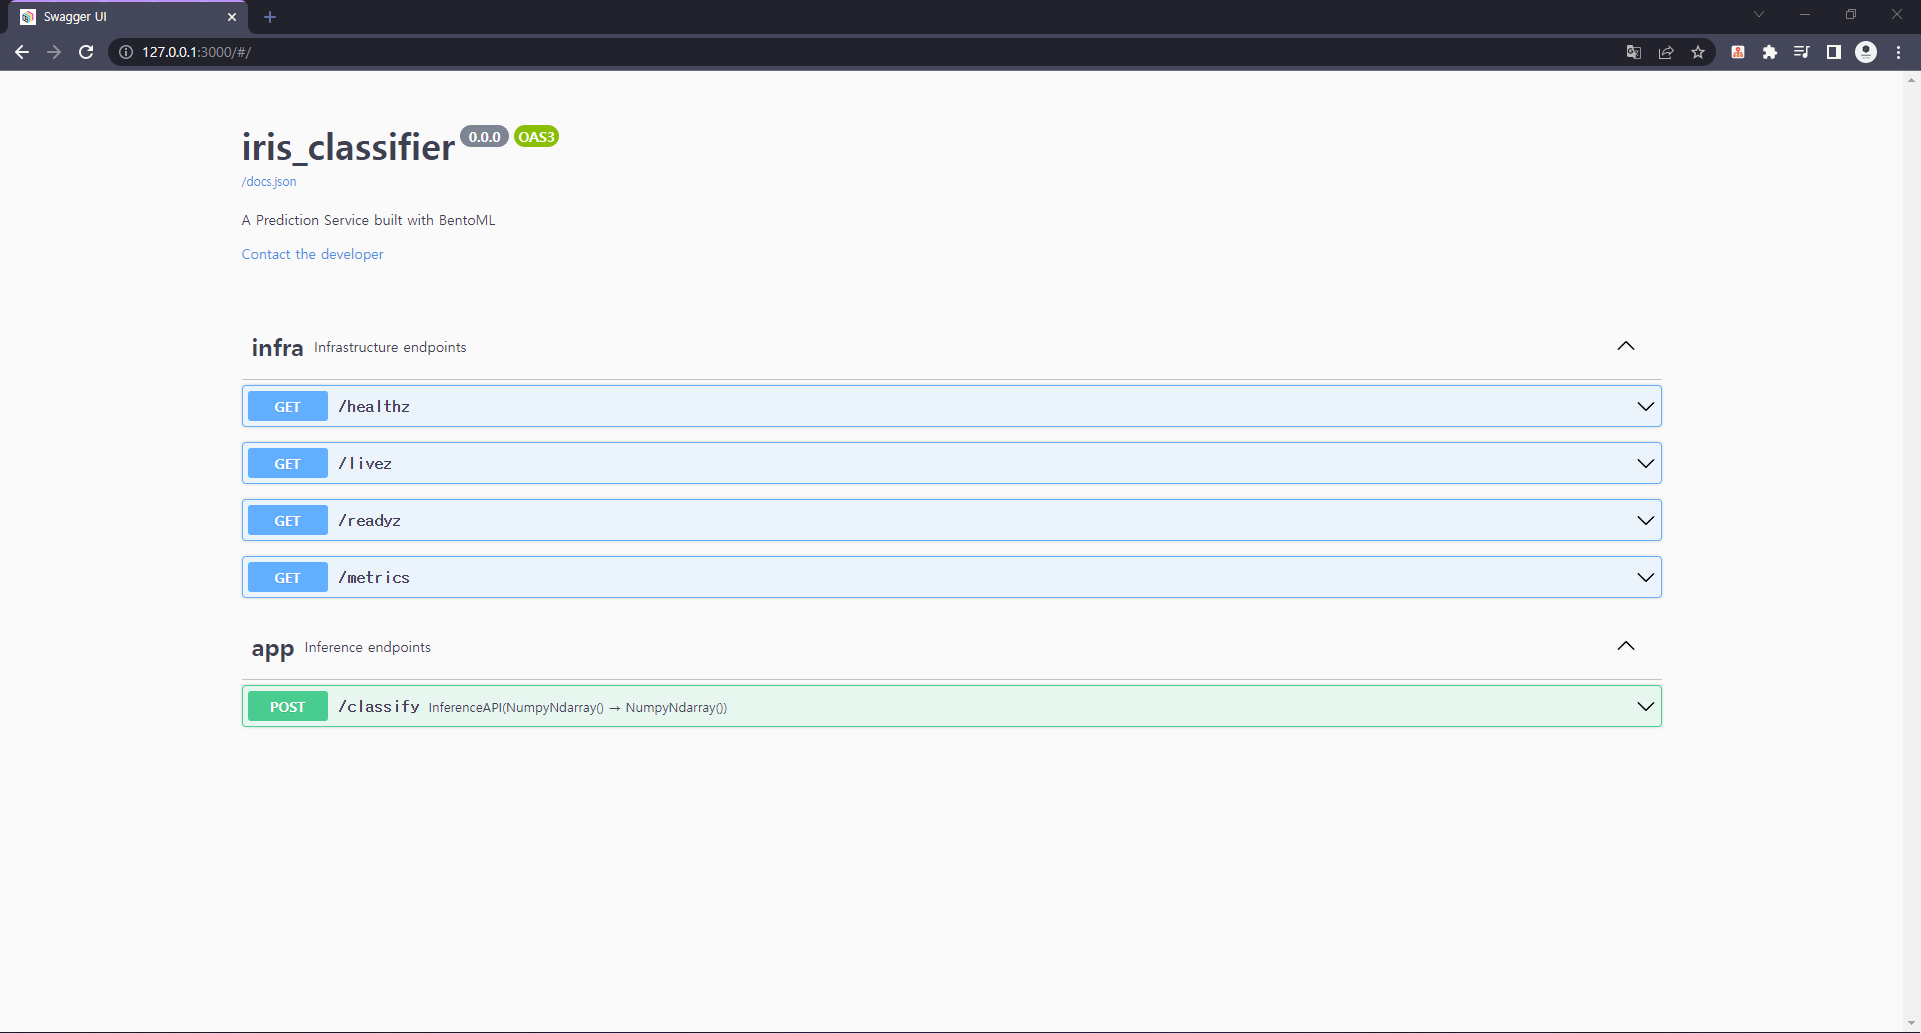 Swagger UI
127.0.0.1:3000/#/
iris_classifier 0.0.0 OAS3
/docs.json
A Prediction Service built with BentoML
Contact the developer
infra Infrastructure endpoints
GET /healthz
GET /livez
GET /readyz
GET /metrics
app Inference endpoints
POST /classify InferenceAPI(NumpyNdarray() → NumpyNdarray())